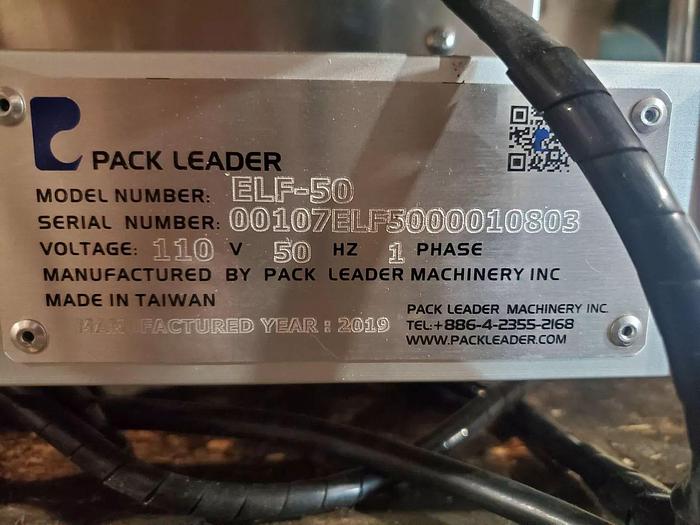 PACK LEADER
MODEL NUMBER: ELF-50
SERIAL NUMBER: 00107ELF5000010803
VOLTAGE: 110 V 50 HZ 1 PHASE
MANUFACTURED BY PACK LEADER MACHINERY INC
MADE IN TAIWAN
MANUFACTURED YEAR : 2019
PACK LEADER MACHINERY INC.
TEL:+886-4-2355-2168
WWW.PACKLEADER.COM